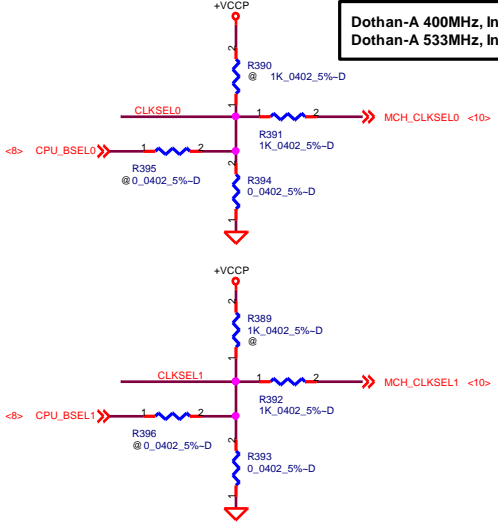 +VCCP
Dothan-A 400MHz, In
Dothan-A 533MHz, In
2
R390
@ 1K_0402_5%~D
1
CLKSEL0
1 2
MCH_CLKSEL0 <10>
R391
1K_0402_5%~D
<8> CPU_BSEL0
1 2
2
R395
@0_0402_5%~D
R394
0_0402_5%~D
1
+VCCP
2
R389
1K_0402_5%~D
@
1
CLKSEL1
1 2
MCH_CLKSEL1 <10>
R392
1K_0402_5%~D
<8> CPU_BSEL1
1 2
R396
@0_0402_5%~D
2
R393
0_0402_5%~D
1